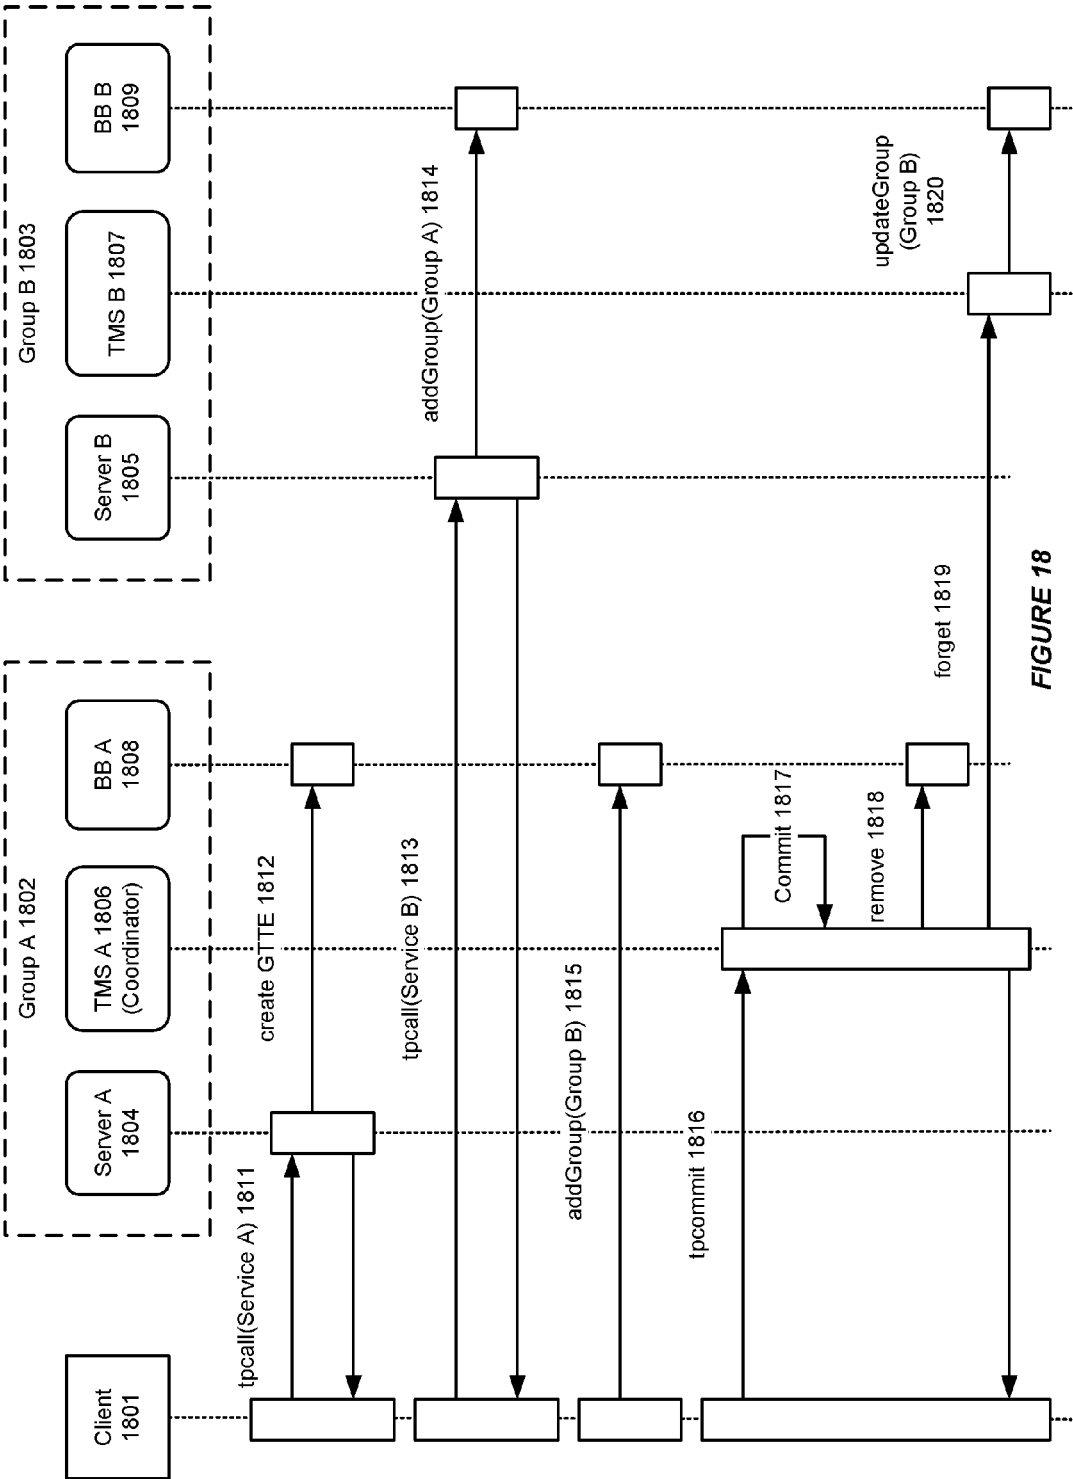 Group A 1802
Group B 1803
Client
1801
Server A
1804
TMS A 1806
(Coordinator)
BB A
1808
Server B
1805
TMS B 1807
BB B
1809
tpcall(Service A) 1811
create GTTE 1812
tpcall(Service B) 1813
addGroup(Group A) 1814
addGroup(Group B) 1815
tpcommit 1816
Commit 1817
remove 1818
forget 1819
updateGroup
(Group B)
1820
FIGURE 18